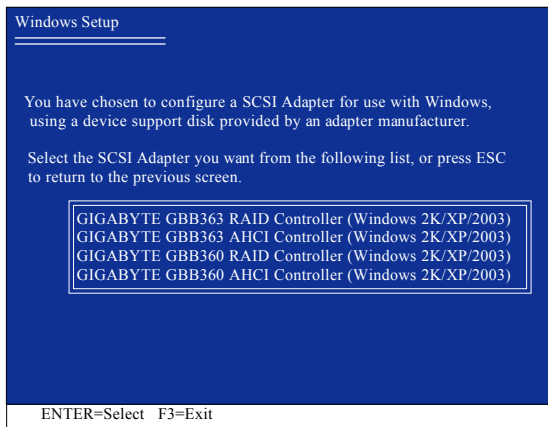 Windows Setup
You have chosen to configure a SCSI Adapter for use with Windows,
using a device support disk provided by an adapter manufacturer.
Select the SCSI Adapter you want from the following list, or press ESC
to return to the previous screen.
GIGABYTE GBB363 RAID Controller (Windows 2K/XP/2003)
GIGABYTE GBB363 AHCI Controller (Windows 2K/XP/2003)
GIGABYTE GBB360 RAID Controller (Windows 2K/XP/2003)
GIGABYTE GBB360 AHCI Controller (Windows 2K/XP/2003)
ENTER=Select F3=Exit